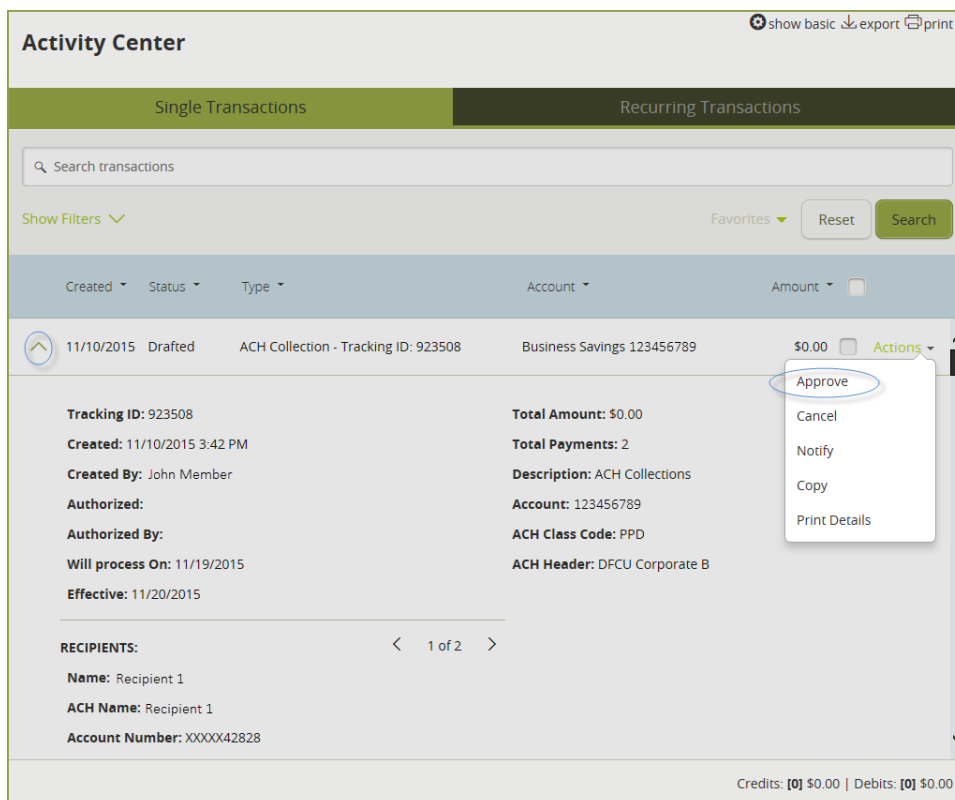 show basic export print
Activity Center
Single Transactions Recurring Transactions
Search transactions
Show Filters Favorites Reset Search
Created Status Type Account Amount
11/10/2015 Drafted ACH Collection - Tracking ID: 923508 Business Savings 123456789 $0.00 Actions
Approve
Cancel
Notify
Copy
Print Details
Tracking ID: 923508
Created: 11/10/2015 3:42 PM
Created By: John Member
Authorized:
Authorized By:
Will process On: 11/19/2015
Effective: 11/20/2015
Total Amount: $0.00
Total Payments: 2
Description: ACH Collections
Account: 123456789
ACH Class Code: PPD
ACH Header: DFCU Corporate B
RECIPIENTS: 1 of 2
Name: Recipient 1
ACH Name: Recipient 1
Account Number: XXXXX42828
Credits: [0] $0.00 | Debits: [0] $0.00